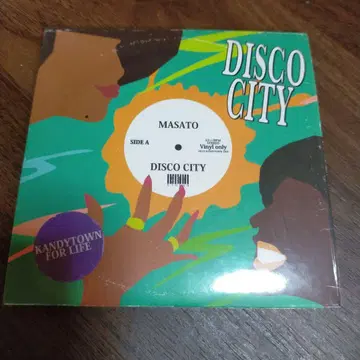 DISCO
CITY
MASATO
SIDE A
Vinyl only
DISCO CITY
KANDYTOWN
FOR LIFE